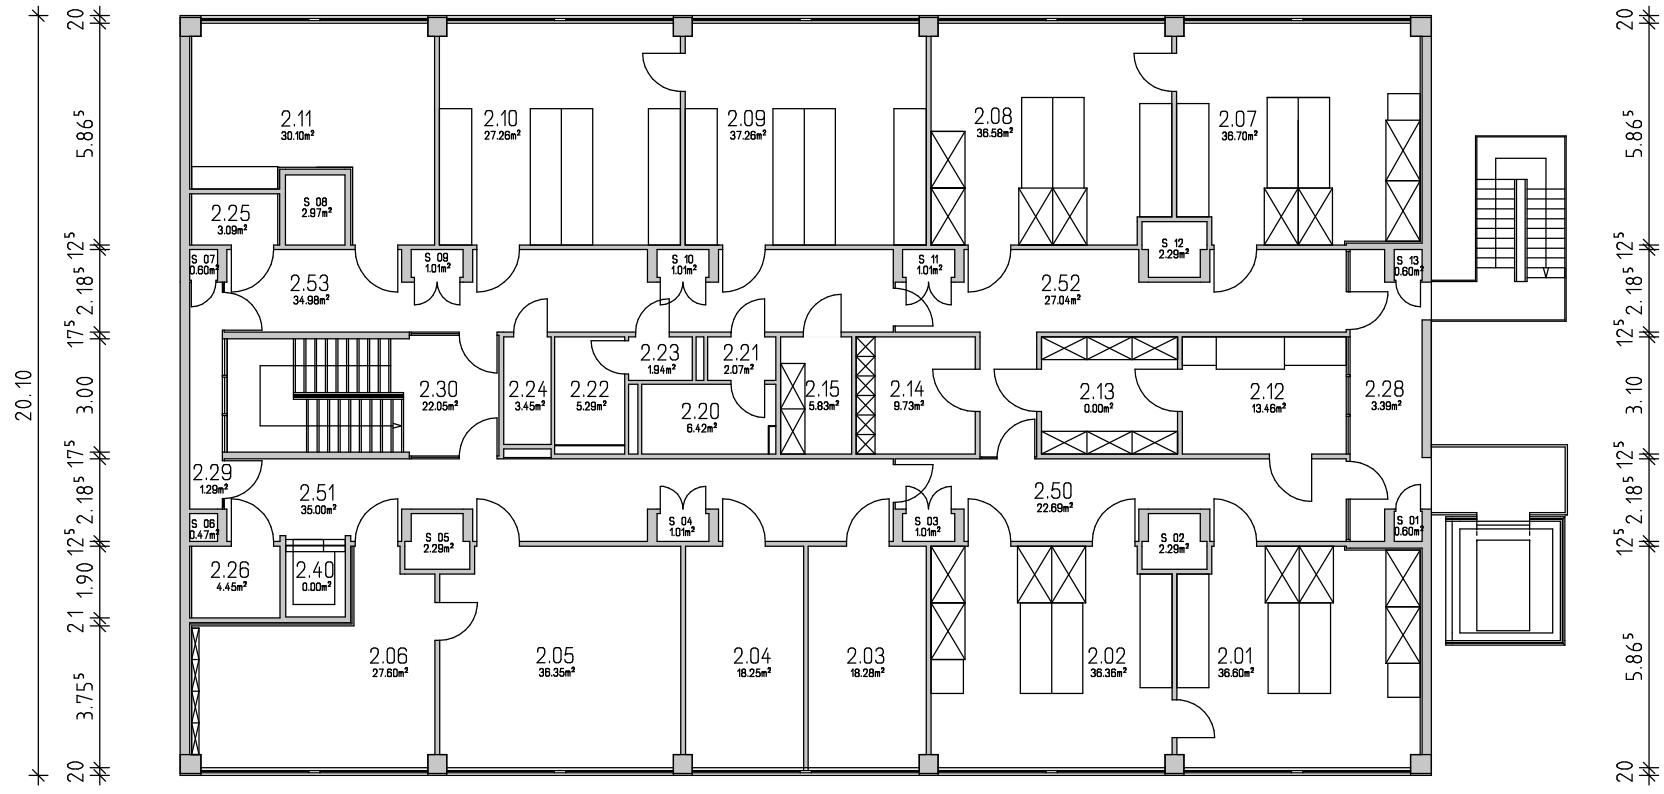 20
20
2.11
30.10m²
2.10
27.26m²
2.09
37.26m²
2.08
36.58m²
2.07
36.70m²
5.86⁵
5.86⁵
S 08
2.97m²
2.25
3.09m²
12⁵
12⁵
S 07
0.60m²
S 09
1.01m²
S 10
1.01m²
S 11
1.01m²
S 12
2.29m²
S 13
0.60m²
2.53
34.98m²
2.52
27.04m²
2.18⁵
2.18⁵
17⁵
12⁵
2.23
1.94m²
2.21
2.07m²
2.30
22.05m²
2.24
3.45m²
2.22
5.29m²
2.20
6.42m²
2.15
5.83m²
2.14
9.73m²
2.13
0.00m²
2.12
13.46m²
2.28
3.39m²
20.10
3.00
3.10
17⁵
12⁵
2.29
1.29m²
2.51
35.00m²
2.50
22.69m²
2.18⁵
2.18⁵
S 06
0.47m²
S 05
2.29m²
S 04
1.01m²
S 03
1.01m²
S 02
2.29m²
S 01
0.60m²
12⁵
12⁵
2.26
4.45m²
2.40
0.00m²
1.90
21
2.06
27.60m²
2.05
36.35m²
2.04
18.25m²
2.03
18.28m²
2.02
36.36m²
2.01
36.60m²
3.75⁵
5.86⁵
20
20